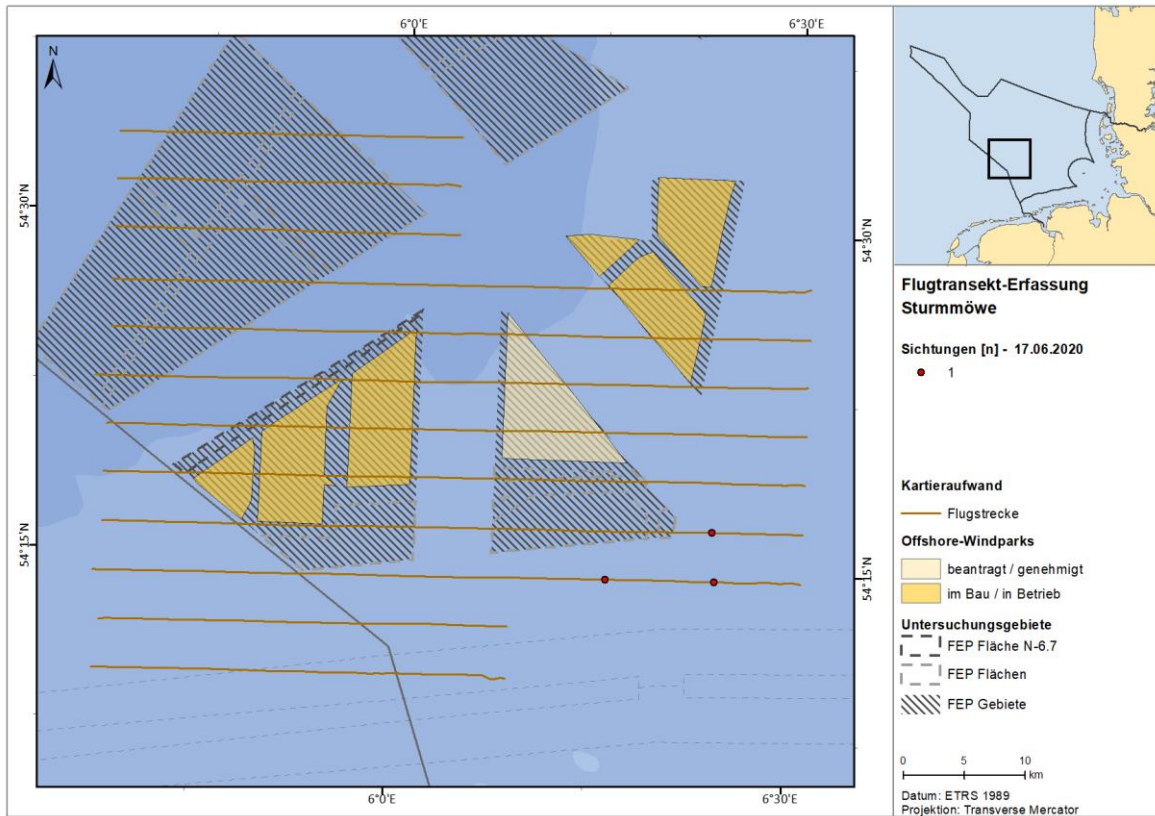 6°0'E
6°30'E
N
54°30'N
54°30'N
54°15'N
54°15'N
6°0'E
6°30'E
Flugtransekt-Erfassung
Sturmmöwe
Sichtungen [n] - 17.06.2020
1
Kartieraufwand
Flugstrecke
Offshore-Windparks
beantragt / genehmigt
im Bau / in Betrieb
Untersuchungsgebiete
FEP Fläche N-6.7
FEP Flächen
FEP Gebiete
0 5 10
km
Datum: ETRS 1989
Projektion: Transverse Mercator